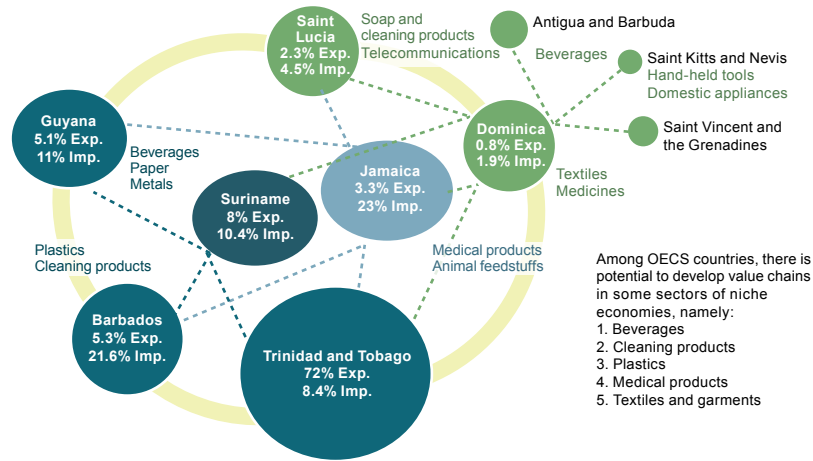 Saint
Lucia
2.3% Exp.
4.5% Imp.
Soap and
cleaning products
Telecommunications
Antigua and Barbuda
Beverages
Saint Kitts and Nevis
Hand-held tools
Domestic appliances
Saint Vincent and
the Grenadines
Guyana
5.1% Exp.
11% Imp.
Beverages
Paper
Metals
Dominica
0.8% Exp.
1.9% Imp.
Textiles
Medicines
Jamaica
3.3% Exp.
23% Imp.
Suriname
8% Exp.
10.4% Imp.
Plastics
Cleaning products
Medical products
Animal feedstuffs
Barbados
5.3% Exp.
21.6% Imp.
Trinidad and Tobago
72% Exp.
8.4% Imp.
Among OECS countries, there is
potential to develop value chains
in some sectors of niche
economies, namely:
1. Beverages
2. Cleaning products
3. Plastics
4. Medical products
5. Textiles and garments